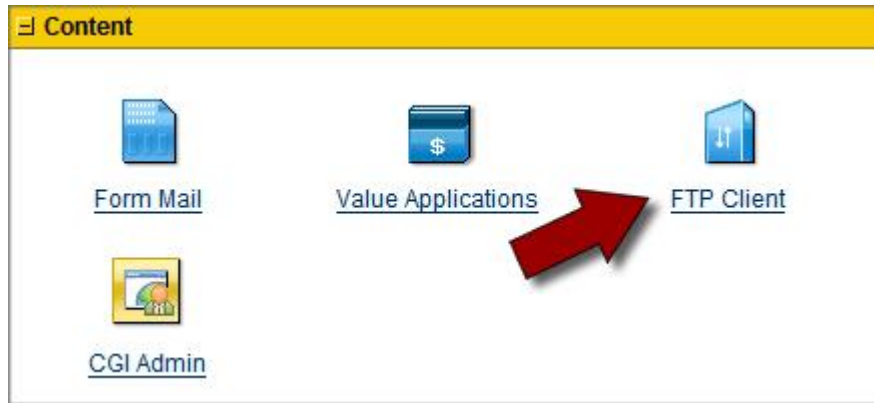 Content
$
Form Mail
Value Applications
FTP Client
CGI Admin